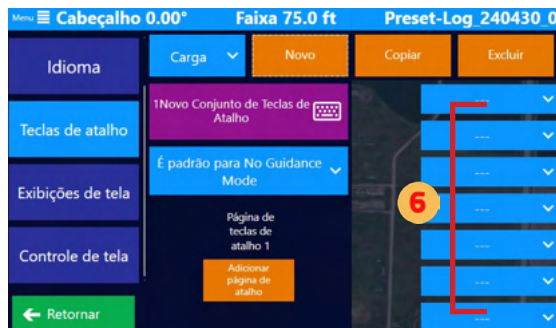 Menu Cabeçalho 0.00° Faixa 75.0 ft Preset-Log_240430_0
Idioma
Carga Novo Copiar Excluir
1Novo Conjunto de Teclas de
Atalho
---
Teclas de atalho
---
É padrão para No Guidance
Mode
---
Exibições de tela
6
---
Página de
teclas de
atalho 1
---
Controle de tela
Adicionar
página de
atalho
---
Retornar
---